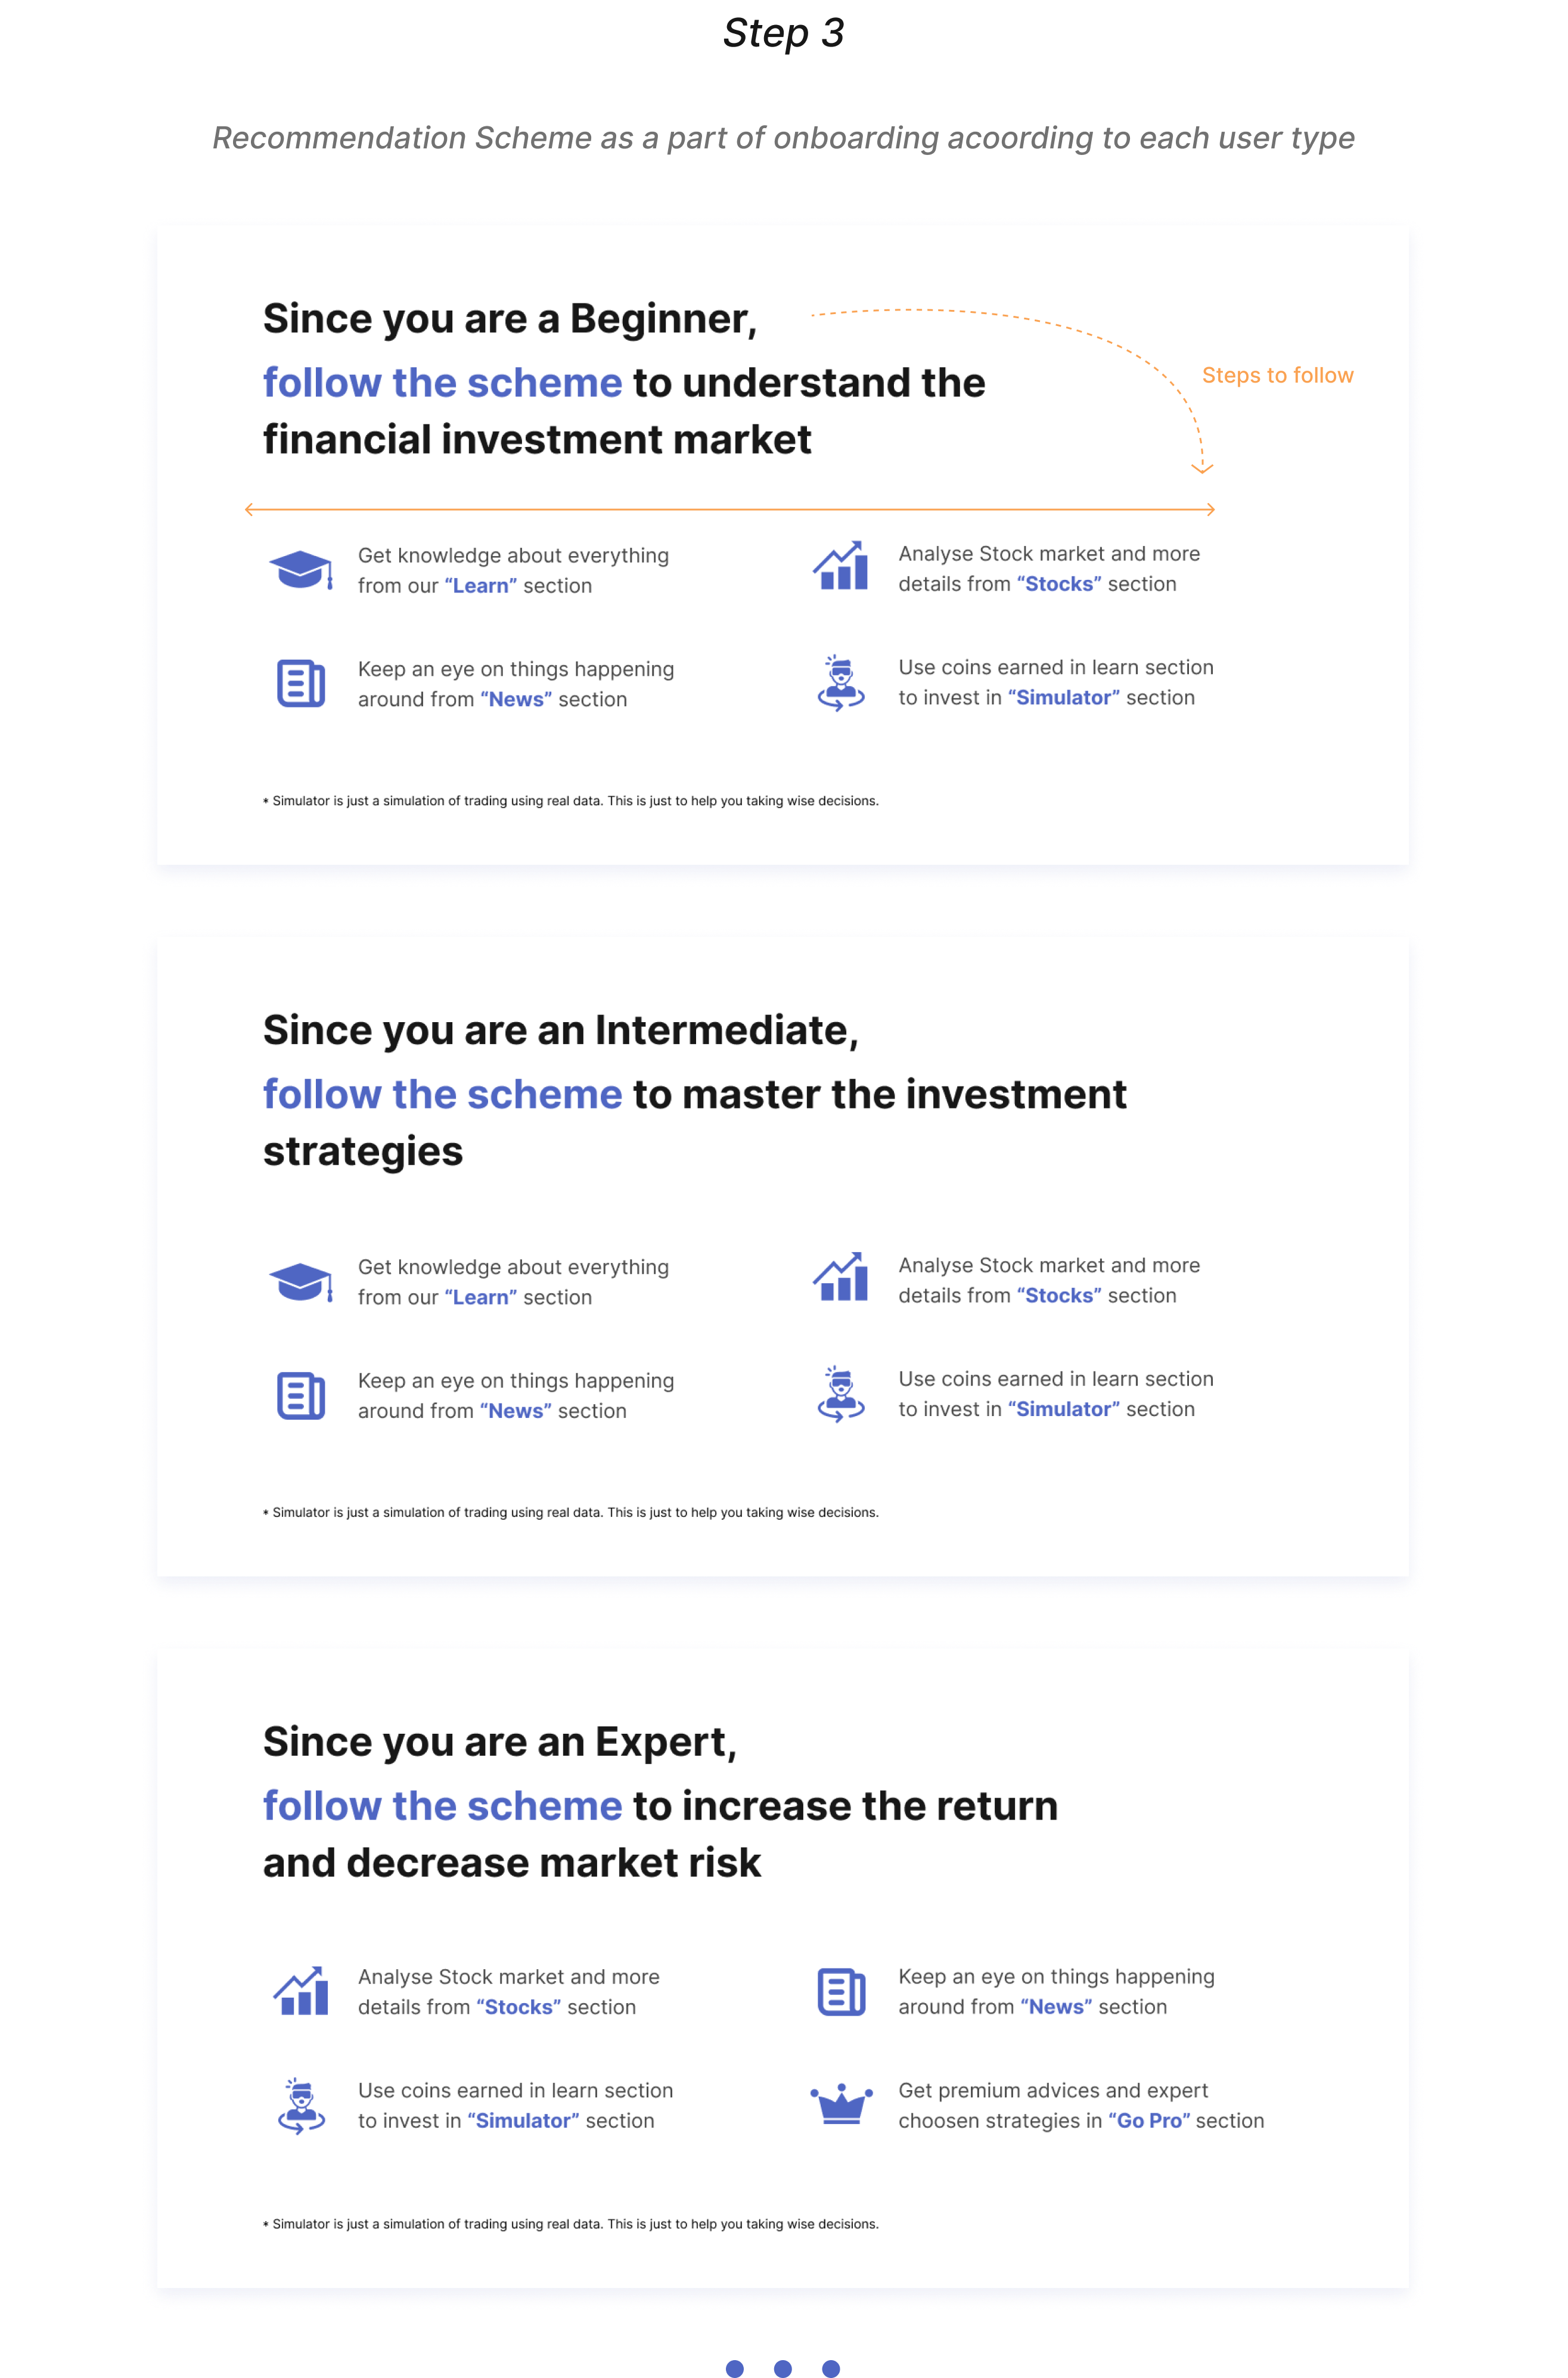 Step 3
Recommendation Scheme as a part of onboarding acoording to each user type
Since you are a Beginner,
follow the scheme to understand the
financial investment market
Steps to follow
Get knowledge about everything
from our “Learn” section
Analyse Stock market and more
details from “Stocks” section
Keep an eye on things happening
around from “News” section
Use coins earned in learn section
to invest in “Simulator” section
* Simulator is just a simulation of trading using real data. This is just to help you taking wise decisions.
Since you are an Intermediate,
follow the scheme to master the investment
strategies
Get knowledge about everything
from our “Learn” section
Analyse Stock market and more
details from “Stocks” section
Keep an eye on things happening
around from “News” section
Use coins earned in learn section
to invest in “Simulator” section
* Simulator is just a simulation of trading using real data. This is just to help you taking wise decisions.
Since you are an Expert,
follow the scheme to increase the return
and decrease market risk
Analyse Stock market and more
details from “Stocks” section
Keep an eye on things happening
around from “News” section
Use coins earned in learn section
to invest in “Simulator” section
Get premium advices and expert
choosen strategies in “Go Pro” section
* Simulator is just a simulation of trading using real data. This is just to help you taking wise decisions.